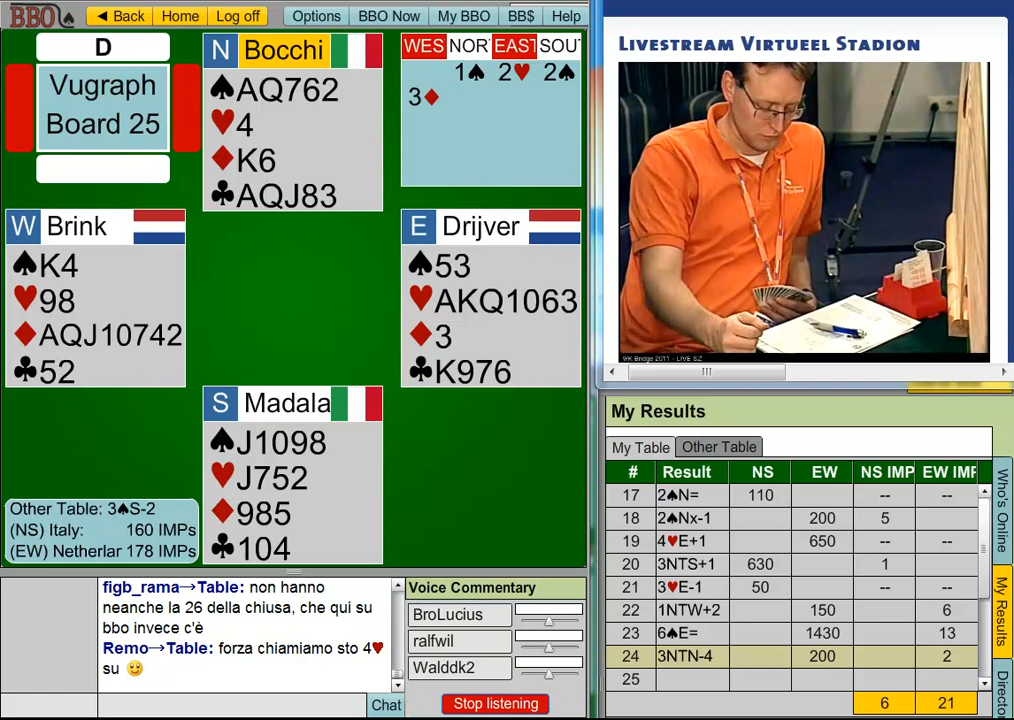 BBO
◄ Back
Home
Log off
Options
BBO Now
My BBO
BB$
Help
D
Vugraph
Board 25
N Bocchi
♠AQ762
♥4
♦K6
♣AQJ83
WES NOR EAST SOUT
1♠ 2♥ 2♠
3♦
W Brink
♠K4
♥98
♦AQJ10742
♣52
E Drijver
♠53
♥AKQ1063
♦3
♣K976
S Madala
♠J1098
♥J752
♦985
♣104
Other Table: 3♠S-2
(NS) Italy: 160 IMPs
(EW) Netherlar 178 IMPs
figb_rama→Table: non hanno
neanche la 26 della chiusa, che qui su
bbo invece c'è
Remo→Table: forza chiamiamo sto 4♥
su
Chat
Voice Commentary
BroLucius
ralfwil
Walddk2
Stop listening
Livestream Virtueel Stadion
WK Bridge 2011 - LIVE SZ
My Results
My Table
Other Table
# Result NS EW NS IMP EW IMF
17 2♠N= 110 -- --
18 2♠Nx-1 200 5
19 4♥E+1 650 -- --
20 3NTS+1 630 1
21 3♥E-1 50 -- --
22 1NTW+2 150 6
23 6♠E= 1430 13
24 3NTN-4 200 2
25
6 21
Who's Online
My Results
Director